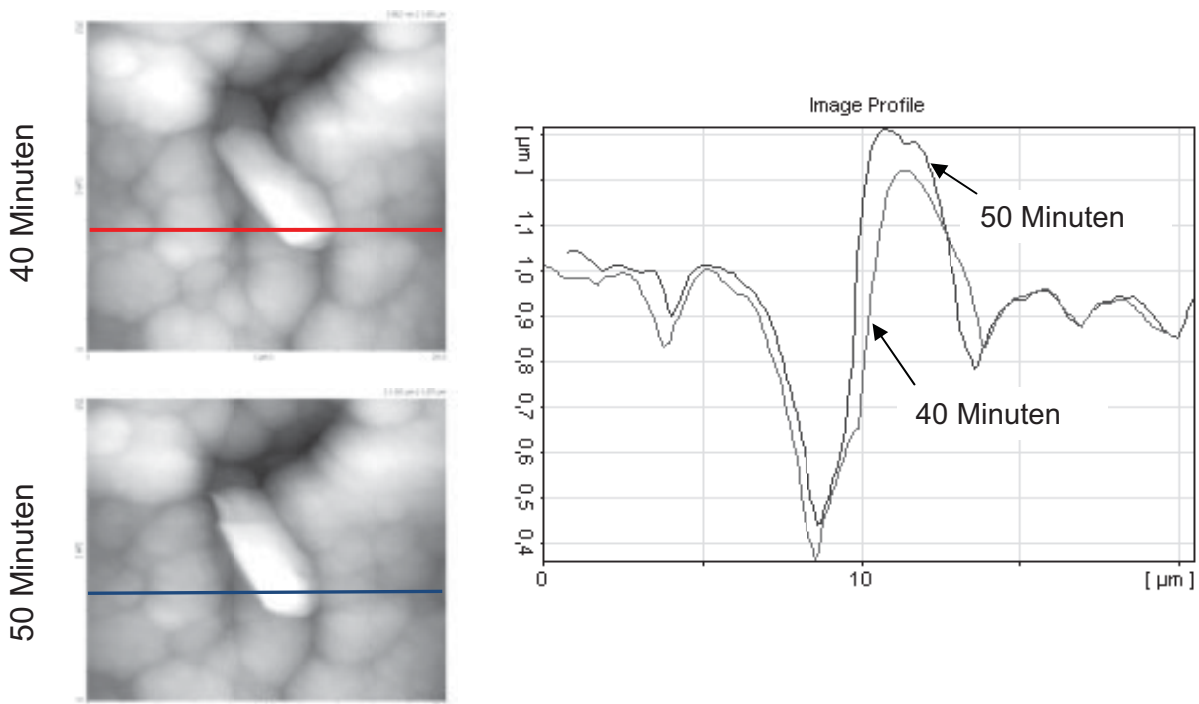 40 Minuten
50 Minuten
Image Profile
[ µm ]
1,1
1,0
0,9
0,8
0,7
0,6
0,5
0,4
50 Minuten
40 Minuten
0
10
[ µm ]